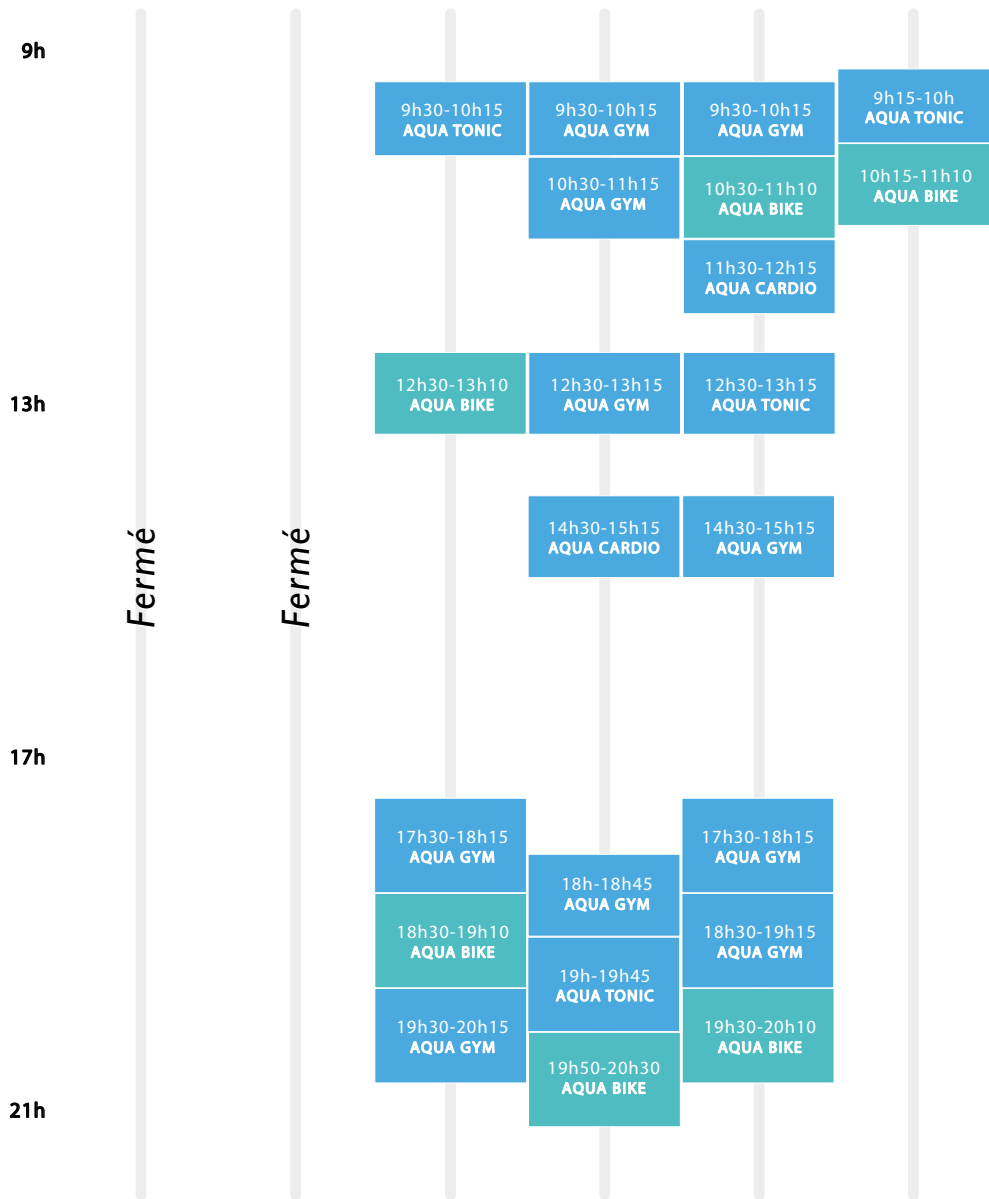 9h
13h
17h
21h
Fermé
Fermé
9h30-10h15
AQUA TONIC
12h30-13h10
AQUA BIKE
17h30-18h15
AQUA GYM
18h30-19h10
AQUA BIKE
19h30-20h15
AQUA GYM
9h30-10h15
AQUA GYM
10h30-11h15
AQUA GYM
12h30-13h15
AQUA GYM
14h30-15h15
AQUA CARDIO
18h-18h45
AQUA GYM
19h-19h45
AQUA TONIC
19h50-20h30
AQUA BIKE
9h30-10h15
AQUA GYM
10h30-11h10
AQUA BIKE
11h30-12h15
AQUA CARDIO
12h30-13h15
AQUA TONIC
14h30-15h15
AQUA GYM
17h30-18h15
AQUA GYM
18h30-19h15
AQUA GYM
19h30-20h10
AQUA BIKE
9h15-10h
AQUA TONIC
10h15-11h10
AQUA BIKE